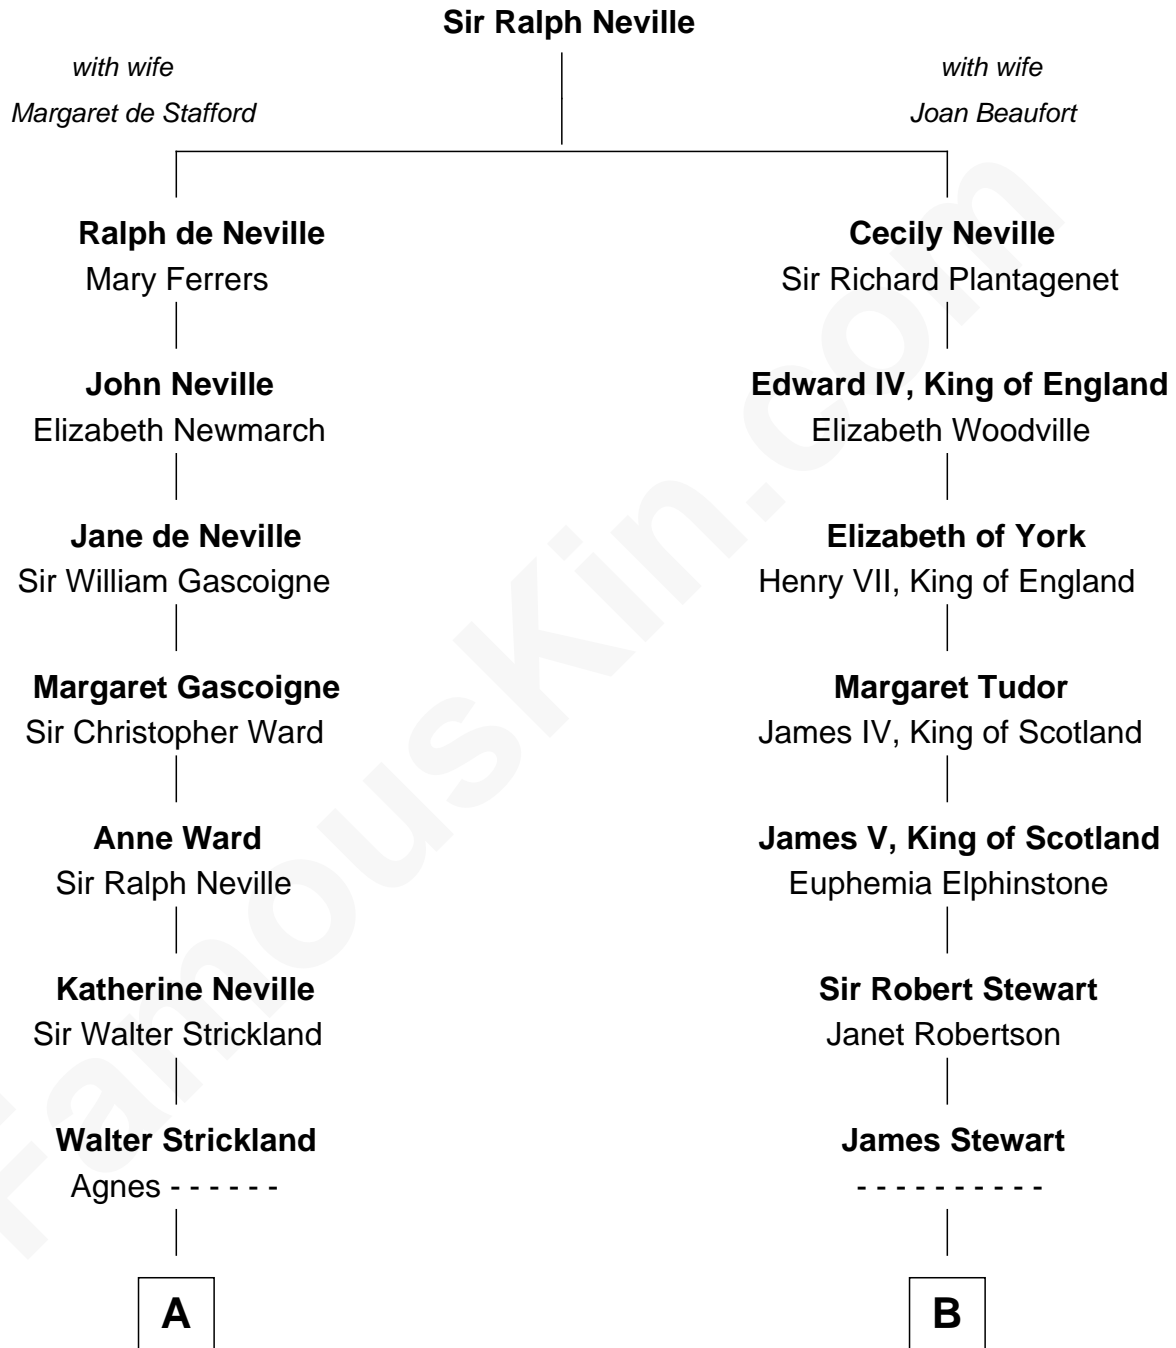 Sir Ralph Neville
with wife
Margaret de Stafford
with wife
Joan Beaufort
Ralph de Neville
Mary Ferrers
Cecily Neville
Sir Richard Plantagenet
John Neville
Elizabeth Newmarch
Edward IV, King of England
Elizabeth Woodville
Jane de Neville
Sir William Gascoigne
Elizabeth of York
Henry VII, King of England
Margaret Gascoigne
Sir Christopher Ward
Margaret Tudor
James IV, King of Scotland
Anne Ward
Sir Ralph Neville
James V, King of Scotland
Euphemia Elphinstone
Katherine Neville
Sir Walter Strickland
Sir Robert Stewart
Janet Robertson
Walter Strickland
Agnes - - - - - -
James Stewart
- - - - - - - - - -
A
B
FamousKin.com